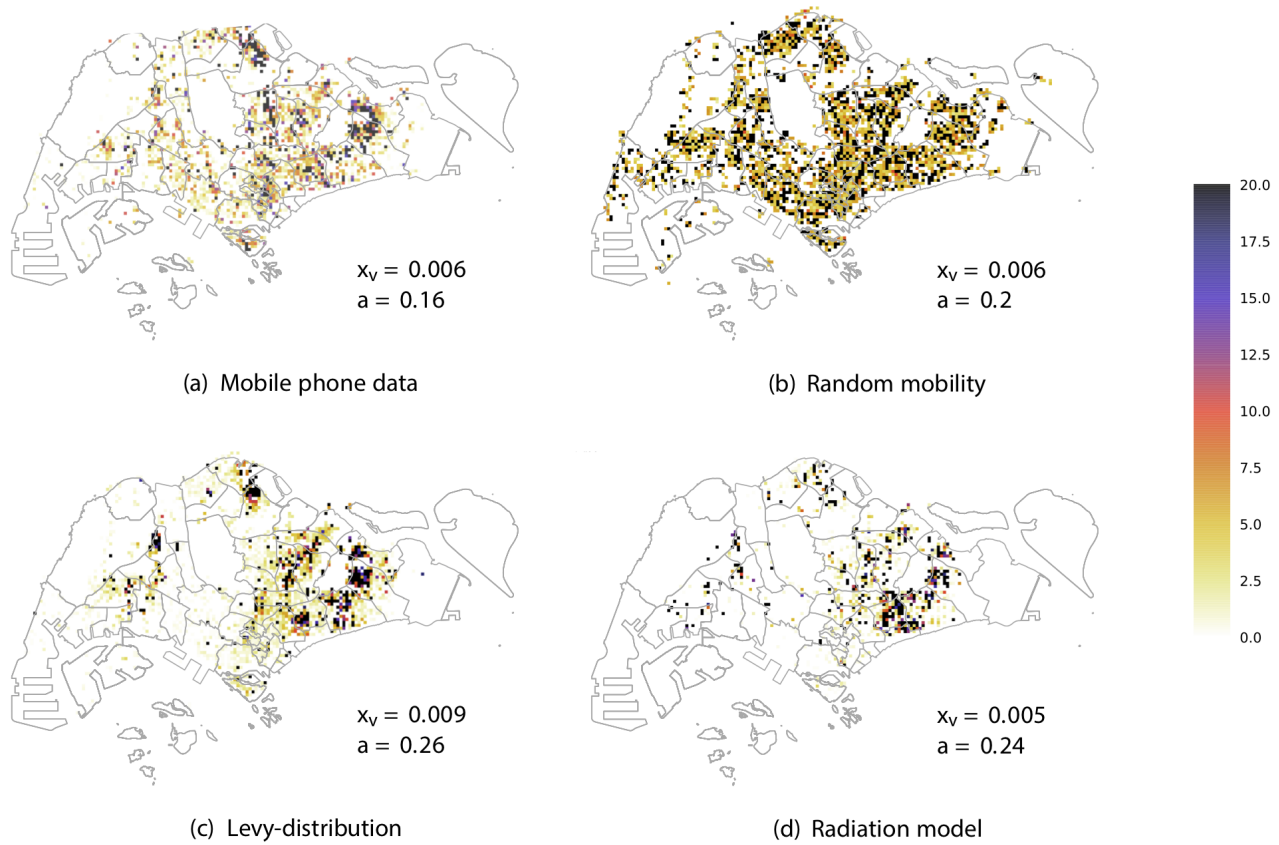 x_v = 0.006
a = 0.16
(a) Mobile phone data
x_v = 0.006
a = 0.2
(b) Random mobility
20.0
17.5
15.0
12.5
10.0
7.5
5.0
2.5
0.0
x_v = 0.009
a = 0.26
(c) Levy-distribution
x_v = 0.005
a = 0.24
(d) Radiation model